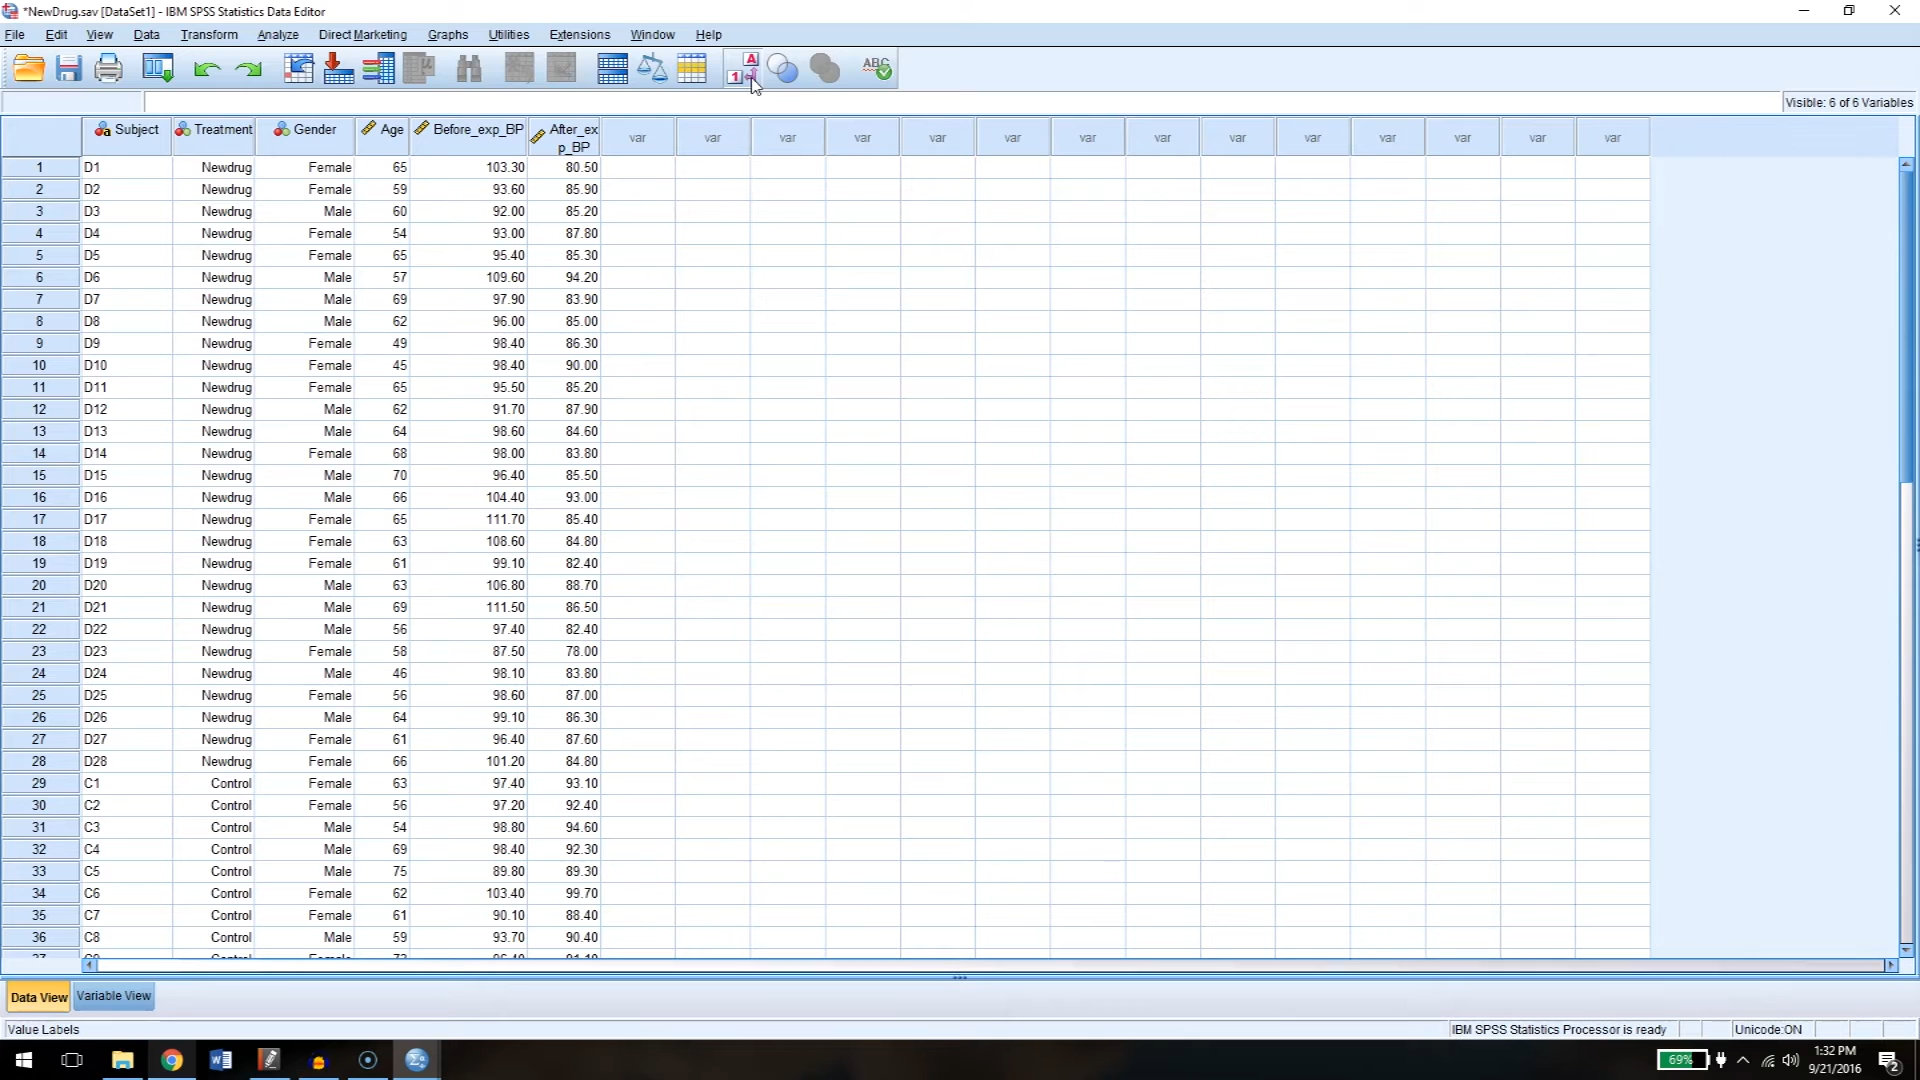 *NewDrug.sav [DataSet1] - IBM SPSS Statistics Data Editor
File Edit View Data Transform Analyze Direct Marketing Graphs Utilities Extensions Window Help
A
1
ABC
Visible: 6 of 6 Variables
Subject Treatment Gender Age Before_exp_BP After_ex var var var var var var var var var var var var var var
p_BP
1 D1 Newdrug Female 65 103.30 80.50
2 D2 Newdrug Female 59 93.60 85.90
3 D3 Newdrug Male 60 92.00 85.20
4 D4 Newdrug Female 54 93.00 87.80
5 D5 Newdrug Female 65 95.40 85.30
6 D6 Newdrug Male 57 109.60 94.20
7 D7 Newdrug Male 69 97.90 83.90
8 D8 Newdrug Male 62 96.00 85.00
9 D9 Newdrug Female 49 98.40 86.30
10 D10 Newdrug Female 45 98.40 90.00
11 D11 Newdrug Female 65 95.50 85.20
12 D12 Newdrug Male 62 91.70 87.90
13 D13 Newdrug Male 64 98.60 84.60
14 D14 Newdrug Female 68 98.00 83.80
15 D15 Newdrug Male 70 96.40 85.50
16 D16 Newdrug Male 66 104.40 93.00
17 D17 Newdrug Female 65 111.70 85.40
18 D18 Newdrug Female 63 108.60 84.80
19 D19 Newdrug Female 61 99.10 82.40
20 D20 Newdrug Male 63 106.80 88.70
21 D21 Newdrug Male 69 111.50 86.50
22 D22 Newdrug Male 56 97.40 82.40
23 D23 Newdrug Female 58 87.50 78.00
24 D24 Newdrug Male 46 98.10 83.80
25 D25 Newdrug Female 56 98.60 87.00
26 D26 Newdrug Male 64 99.10 86.30
27 D27 Newdrug Female 61 96.40 87.60
28 D28 Newdrug Female 66 101.20 84.80
29 C1 Control Female 63 97.40 93.10
30 C2 Control Female 56 97.20 92.40
31 C3 Control Male 54 98.80 94.60
32 C4 Control Male 69 98.40 92.30
33 C5 Control Male 75 89.80 89.30
34 C6 Control Female 62 103.40 99.70
35 C7 Control Female 61 90.10 88.40
36 C8 Control Male 59 93.70 90.40
Data View Variable View
Value Labels IBM SPSS Statistics Processor is ready Unicode:ON
69% 1:32 PM
9/21/2016 2